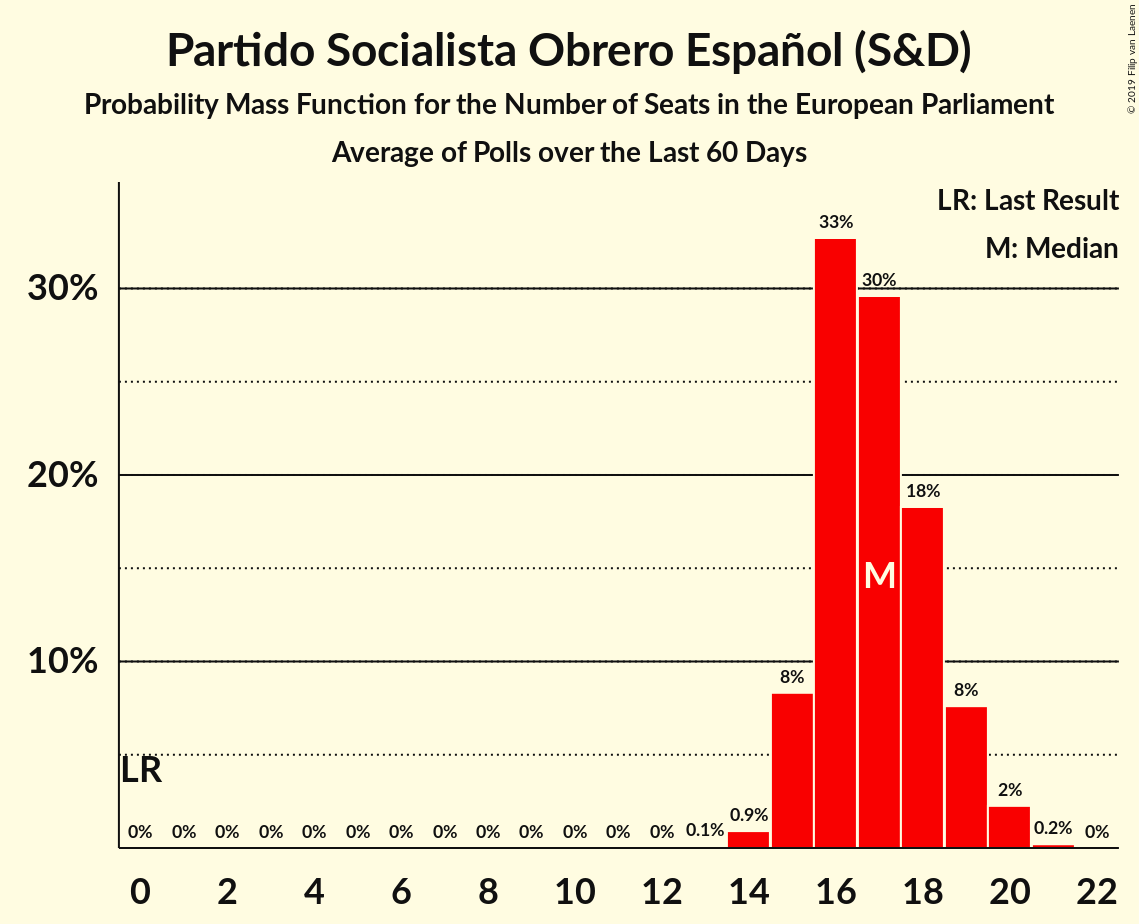 Partido Socialista Obrero Español (S&D)
Probability Mass Function for the Number of Seats in the European Parliament
Average of Polls over the Last 60 Days
© 2019 Filip van Laenen
LR: Last Result
M: Median
33%
30%
30%
20%
18%
M
10%
8%
8%
LR
2%
0.9%
0% 0% 0% 0% 0% 0% 0% 0% 0% 0% 0% 0% 0% 0.1% 0.2% 0%
0 2 4 6 8 10 12 14 16 18 20 22